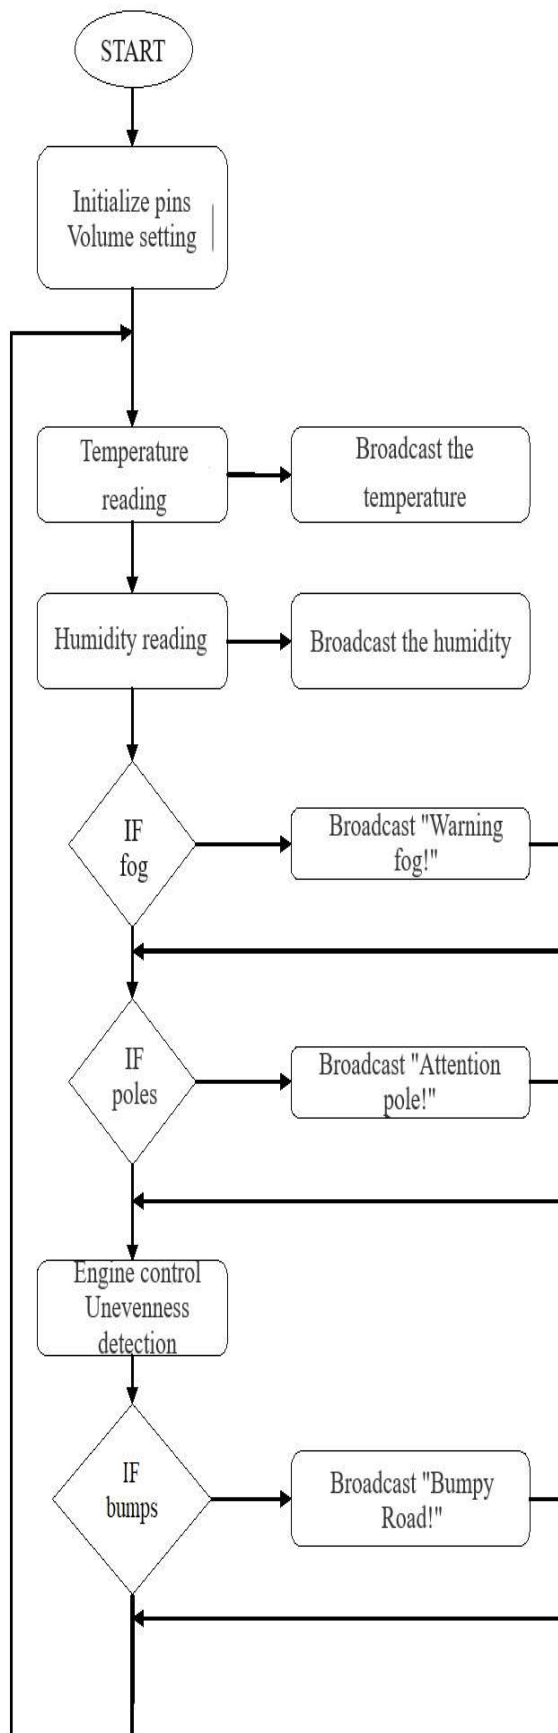 START
Initialize pins
Volume setting
Temperature
reading
Broadcast the
temperature
Humidity reading
Broadcast the humidity
IF
fog
Broadcast "Warning
fog!"
IF
poles
Broadcast "Attention
pole!"
Engine control
Unevenness
detection
IF
bumps
Broadcast "Bumpy
Road!"